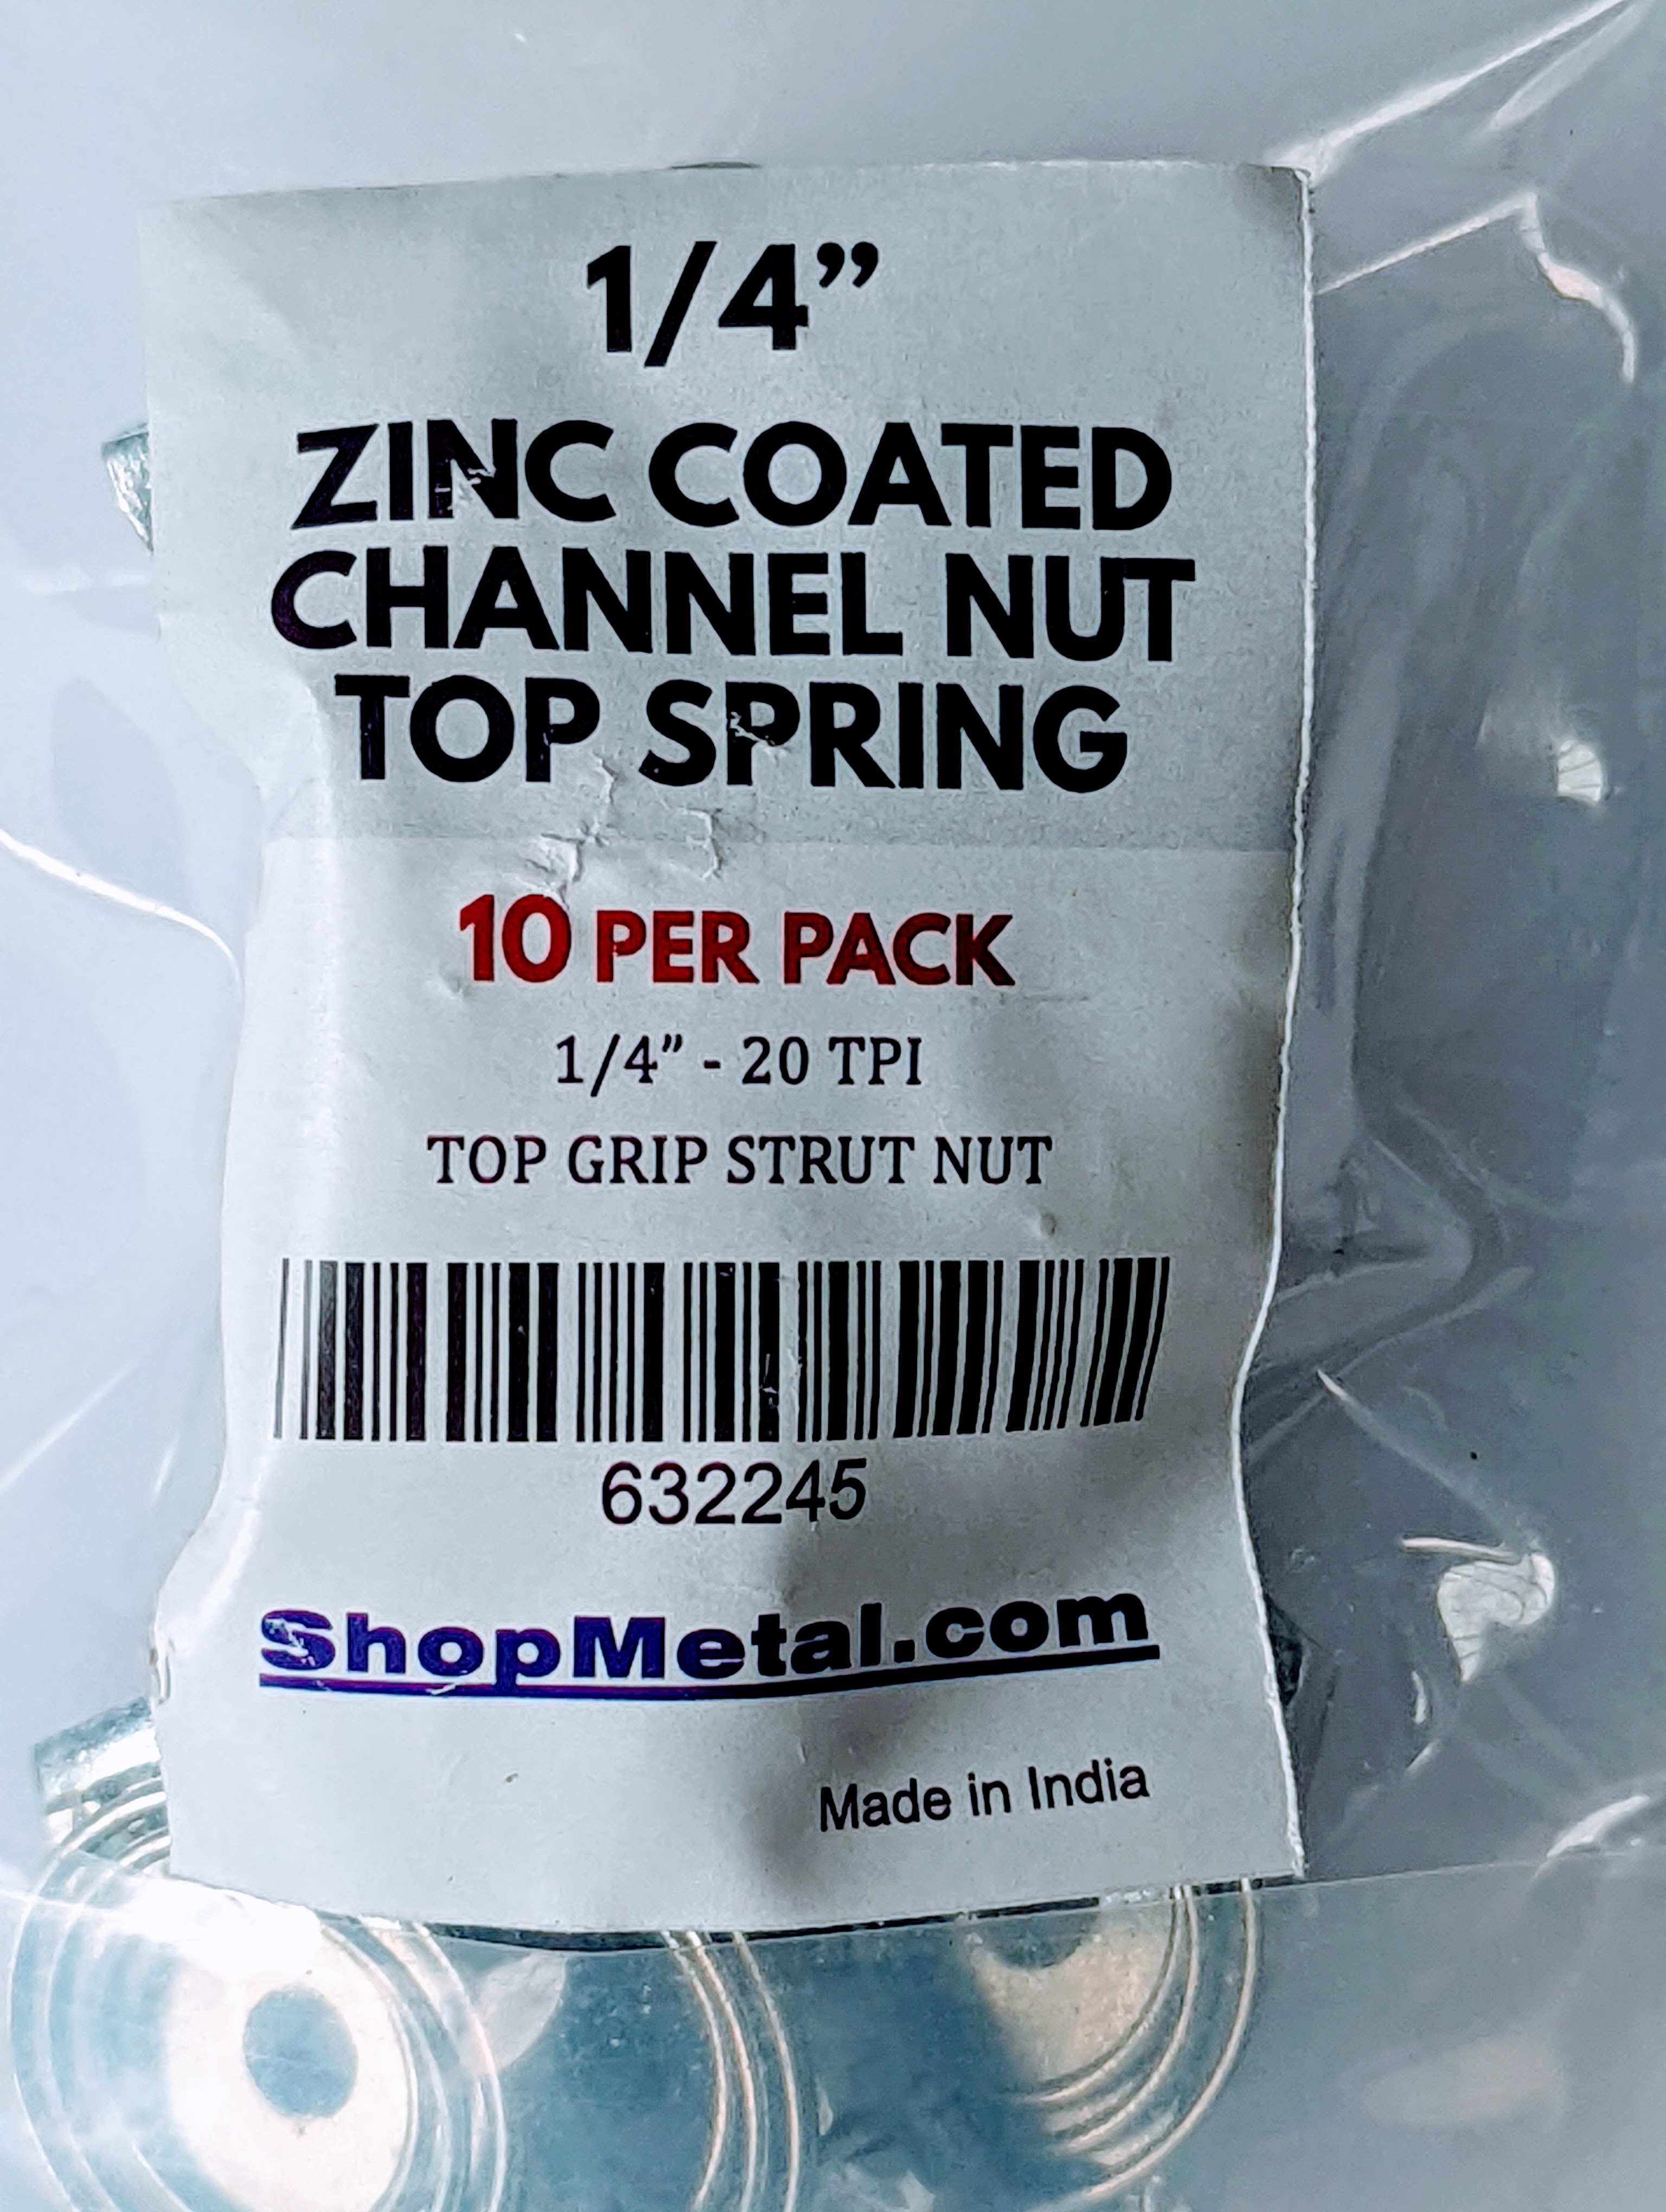 1/4”
ZINC COATED
CHANNEL NUT
TOP SPRING
10 PER PACK
1/4” - 20 TPI
TOP GRIP STRUT NUT
632245
ShopMetal.com
Made in India